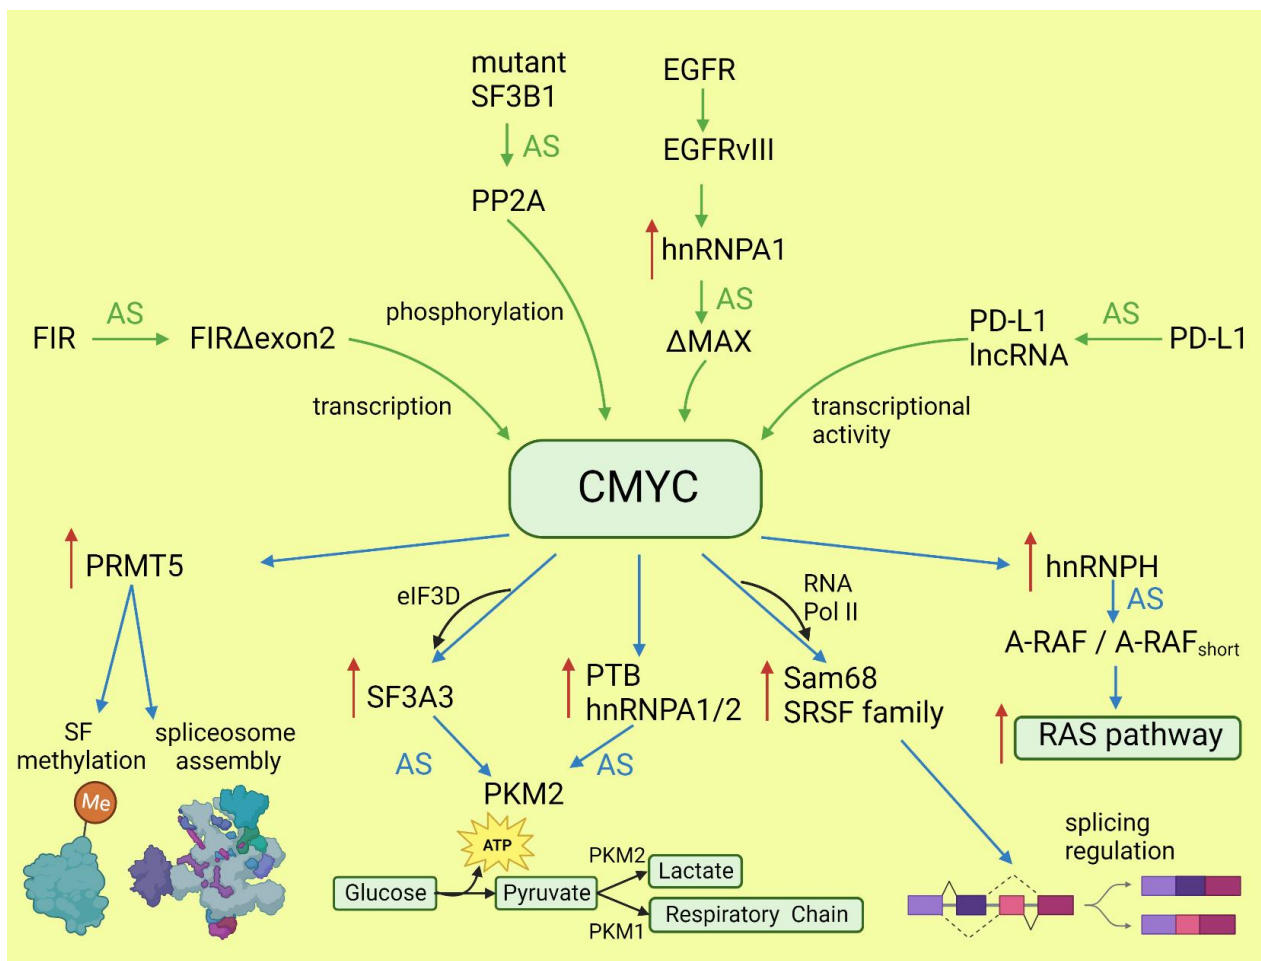 mutant
SF3B1
AS
PP2A
EGFR
EGFRvIII
hnRNPA1
AS
ΔMAX
phosphorylation
FIR
AS
FIRΔexon2
transcription
PD-L1
lncRNA
AS
PD-L1
transcriptional
activity
CMYC
PRMT5
eIF3D
RNA
Pol II
hnRNPH
AS
A-RAF / A-RAFshort
SF3A3
PTB
hnRNPA1/2
Sam68
SRSF family
RAS pathway
SF
methylation
spliceosome
assembly
AS
AS
PKM2
Me
ATP
Glucose
Pyruvate
PKM2
Lactate
PKM1
Respiratory Chain
splicing
regulation